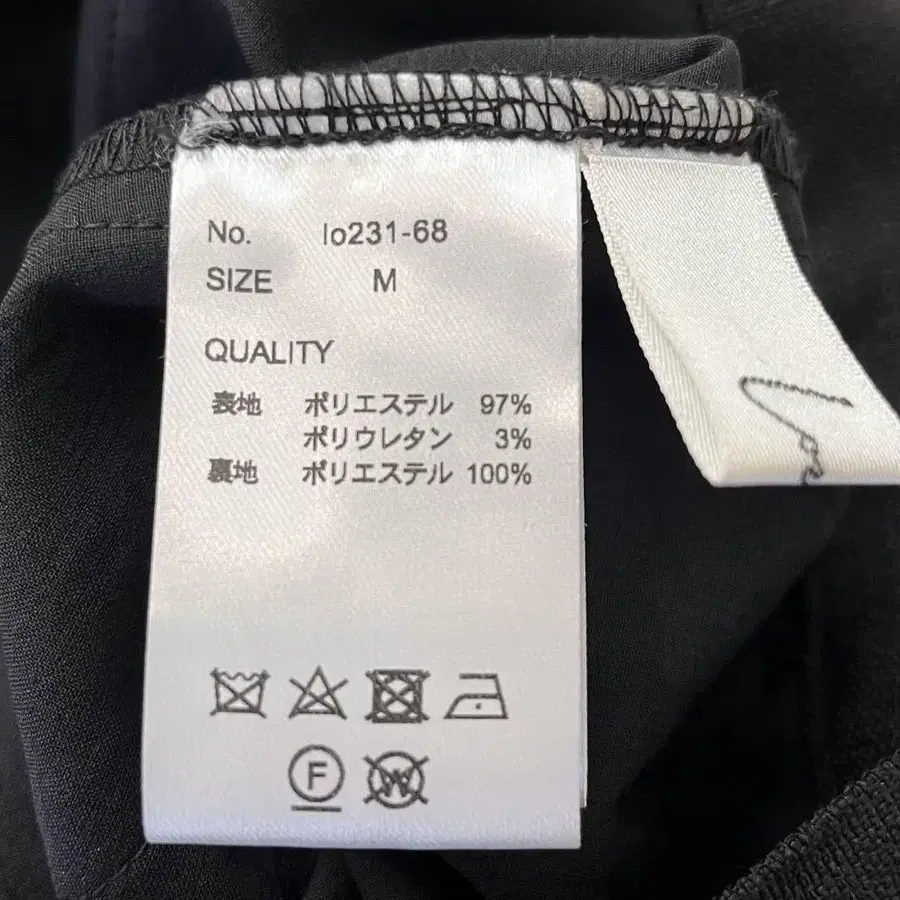 No. lo231-68
SIZE M
QUALITY
表地 ポリエステル 97%
ポリウレタン 3%
裏地 ポリエステル 100%
F
W